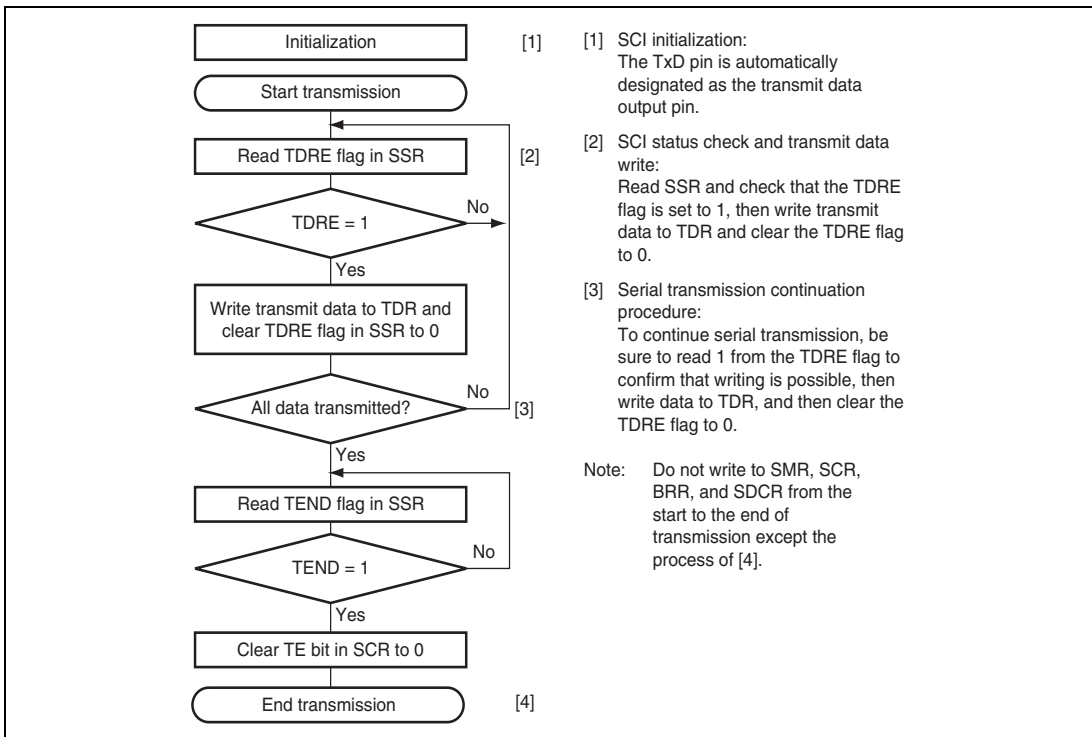 Initialization
[1]
Start transmission
Read TDRE flag in SSR
[2]
TDRE = 1
No
Yes
Write transmit data to TDR and
clear TDRE flag in SSR to 0
All data transmitted?
No
[3]
Yes
Read TEND flag in SSR
TEND = 1
No
Yes
Clear TE bit in SCR to 0
End transmission
[4]
[1] SCI initialization:
The TxD pin is automatically
designated as the transmit data
output pin.
[2] SCI status check and transmit data
write:
Read SSR and check that the TDRE
flag is set to 1, then write transmit
data to TDR and clear the TDRE flag
to 0.
[3] Serial transmission continuation
procedure:
To continue serial transmission, be
sure to read 1 from the TDRE flag to
confirm that writing is possible, then
write data to TDR, and then clear the
TDRE flag to 0.
Note: Do not write to SMR, SCR,
BRR, and SDCR from the
start to the end of
transmission except the
process of [4].